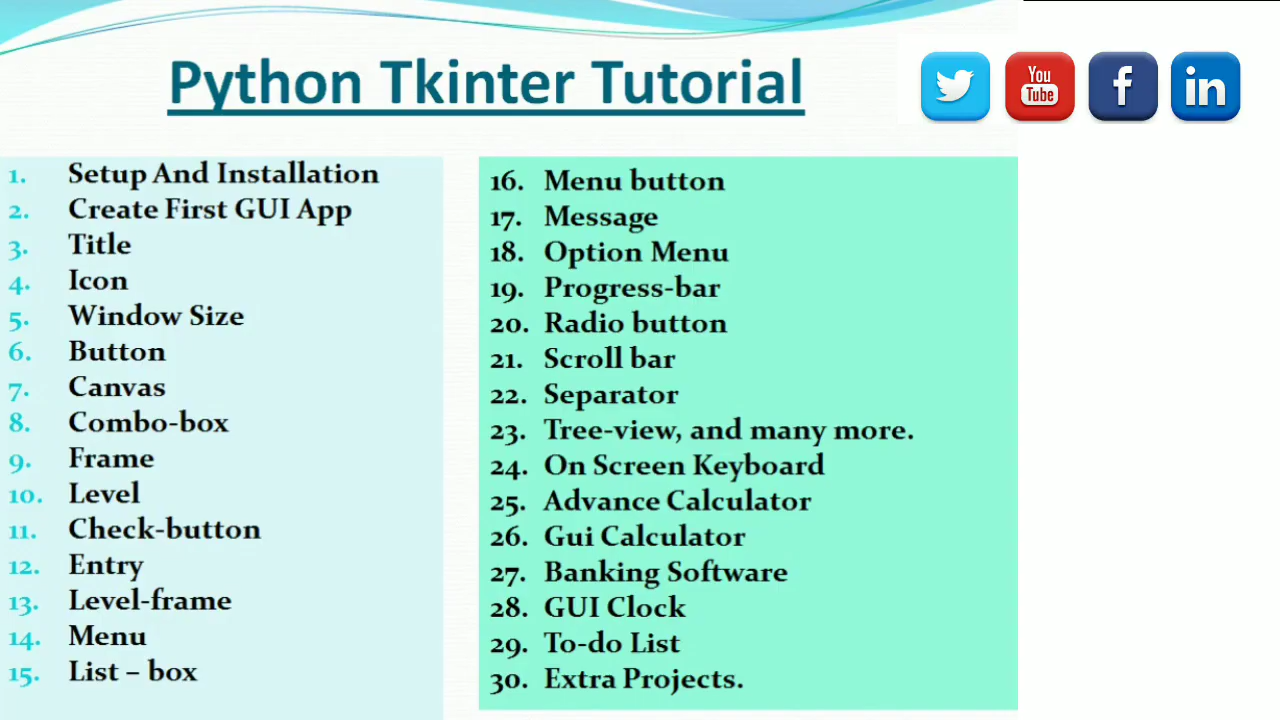 Python Tkinter Tutorial
You
Tube
f
in
1. Setup And Installation
2. Create First GUI App
3. Title
4. Icon
5. Window Size
6. Button
7. Canvas
8. Combo-box
9. Frame
10. Level
11. Check-button
12. Entry
13. Level-frame
14. Menu
15. List – box
16. Menu button
17. Message
18. Option Menu
19. Progress-bar
20. Radio button
21. Scroll bar
22. Separator
23. Tree-view, and many more.
24. On Screen Keyboard
25. Advance Calculator
26. Gui Calculator
27. Banking Software
28. GUI Clock
29. To-do List
30. Extra Projects.